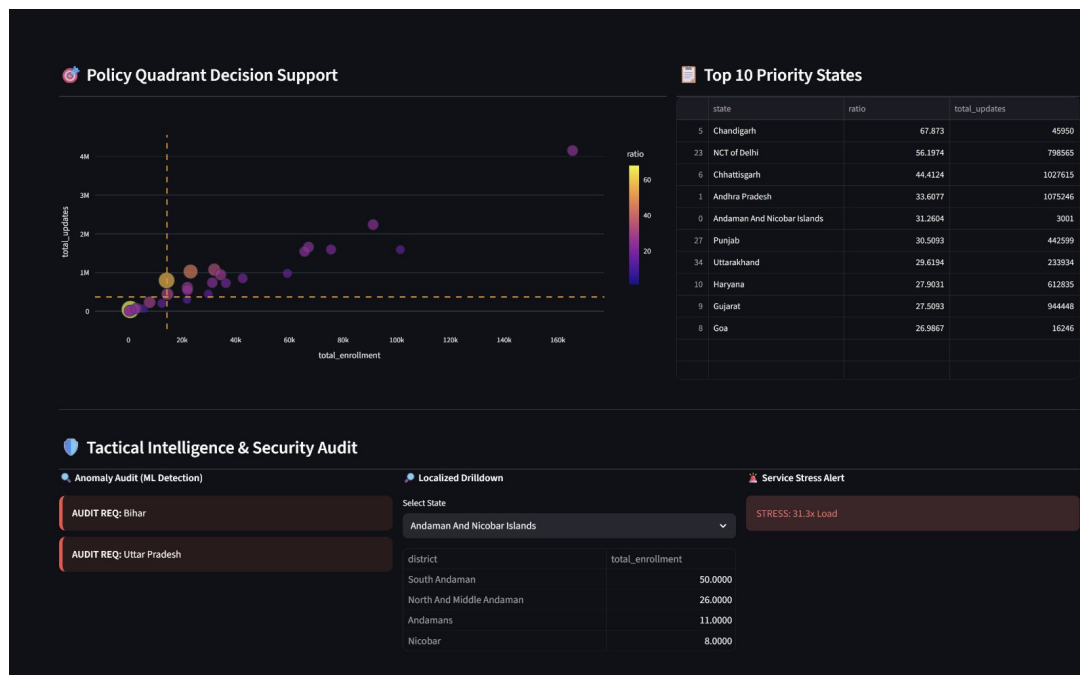 🎯 Policy Quadrant Decision Support
ratio
60
40
20
4M
3M
2M
1M
0
total_updates
0 20k 40k 60k 80k 100k 120k 140k 160k
total_enrollment
📋 Top 10 Priority States
state ratio total_updates
5 Chandigarh 67.873 45950
23 NCT of Delhi 56.1974 798565
6 Chhattisgarh 44.4124 1027615
1 Andhra Pradesh 33.6077 1075246
0 Andaman And Nicobar Islands 31.2604 3001
27 Punjab 30.5093 442599
34 Uttarakhand 29.6194 233934
10 Haryana 27.9031 612835
9 Gujarat 27.5093 944448
8 Goa 26.9867 16246
🛡️ Tactical Intelligence & Security Audit
🔍 Anomaly Audit (ML Detection)
AUDIT REQ: Bihar
AUDIT REQ: Uttar Pradesh
🔎 Localized Drilldown
Select State
Andaman And Nicobar Islands
district total_enrollment
South Andaman 50.0000
North And Middle Andaman 26.0000
Andamans 11.0000
Nicobar 8.0000
🚨 Service Stress Alert
STRESS: 31.3x Load